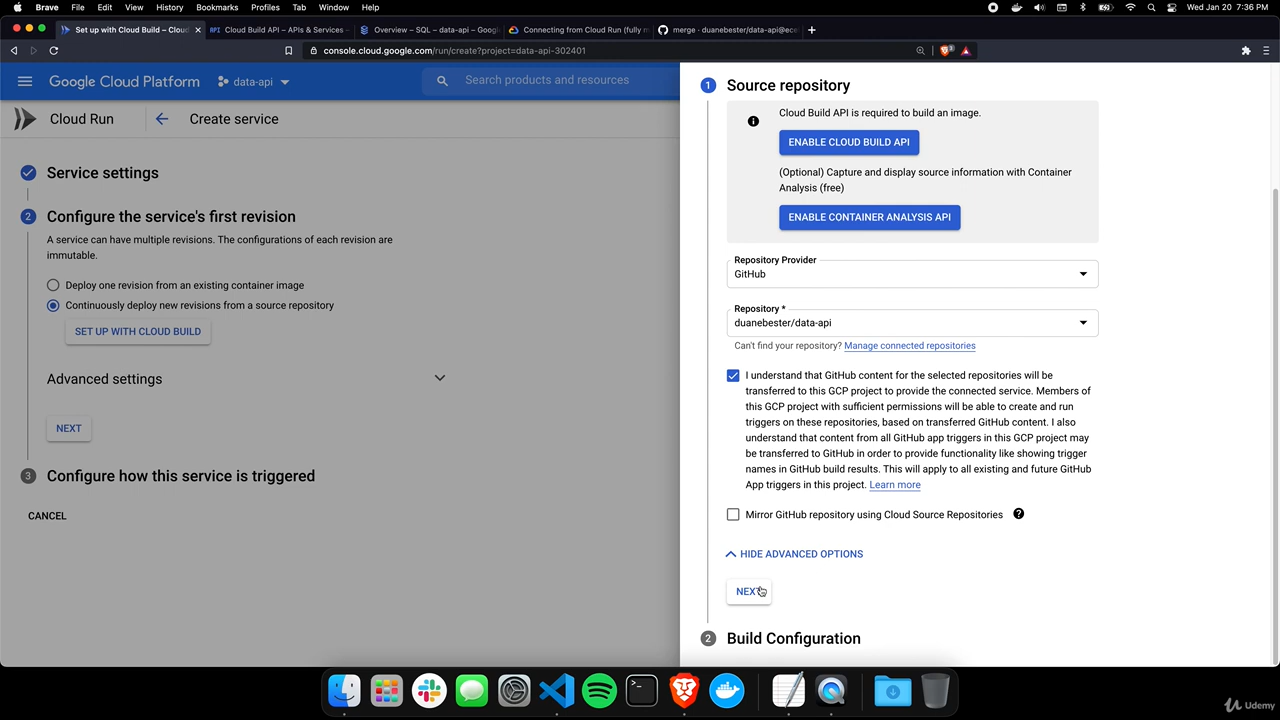 Brave File Edit View History Bookmarks Profiles Tab Window Help Wed Jan 20 7:36 PM
Set up with Cloud Build – Clou Cloud Build API – APIs & Services – Overview – SQL – data-api – Googl Connecting from Cloud Run (fully m merge · duanebester/data-api@ece
console.cloud.google.com/run/create?project=data-api-302401
Google Cloud Platform data-api Search products and resources
Cloud Run Create service
Service settings
2 Configure the service's first revision
A service can have multiple revisions. The configurations of each revision are
immutable.
Deploy one revision from an existing container image
Continuously deploy new revisions from a source repository
SET UP WITH CLOUD BUILD
Advanced settings
NEXT
3 Configure how this service is triggered
CANCEL
1 Source repository
Cloud Build API is required to build an image.
ENABLE CLOUD BUILD API
(Optional) Capture and display source information with Container
Analysis (free)
ENABLE CONTAINER ANALYSIS API
Repository Provider
GitHub
Repository *
duanebester/data-api
Can't find your repository? Manage connected repositories
I understand that GitHub content for the selected repositories will be
transferred to this GCP project to provide the connected service. Members of
this GCP project with sufficient permissions will be able to create and run
triggers on these repositories, based on transferred GitHub content. I also
understand that content from all GitHub app triggers in this GCP project may
be transferred to GitHub in order to provide functionality like showing trigger
names in GitHub build results. This will apply to all existing and future GitHub
App triggers in this project. Learn more
Mirror GitHub repository using Cloud Source Repositories
HIDE ADVANCED OPTIONS
NEXT
2 Build Configuration
Udemy